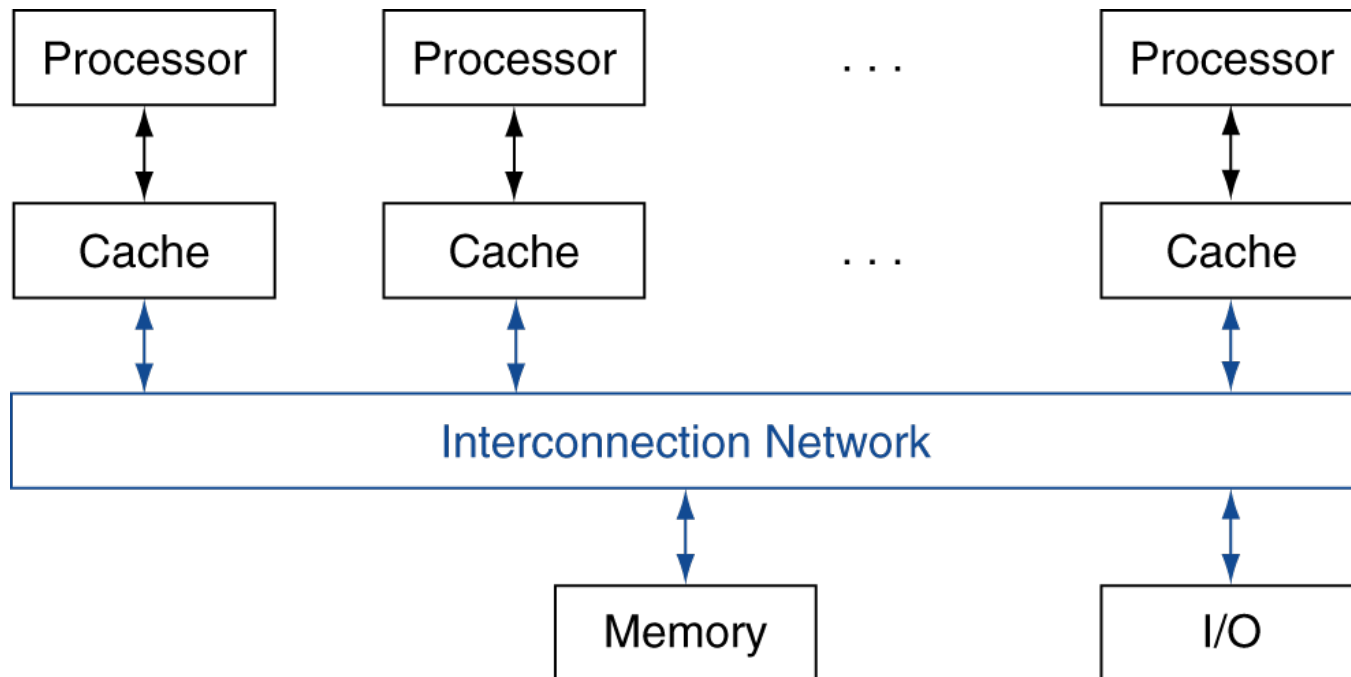 Processor Processor . . . Processor
Cache Cache . . . Cache
Interconnection Network
Memory I/O